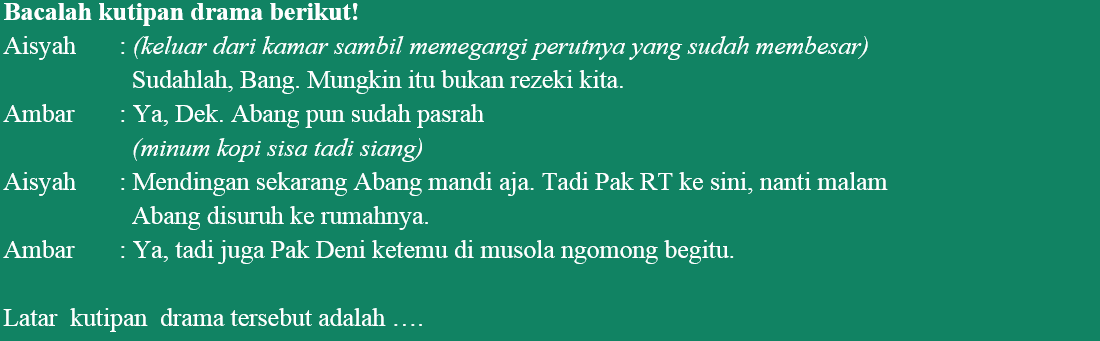 Bacalah kutipan drama berikut!
Aisyah : (keluar dari kamar sambil memegangi perutnya yang sudah membesar)
Sudahlah, Bang. Mungkin itu bukan rezeki kita.
Ambar : Ya, Dek. Abang pun sudah pasrah
(minum kopi sisa tadi siang)
Aisyah : Mendingan sekarang Abang mandi aja. Tadi Pak RT ke sini, nanti malam
Abang disuruh ke rumahnya.
Ambar : Ya, tadi juga Pak Deni ketemu di musola ngomong begitu.
Latar kutipan drama tersebut adalah ….